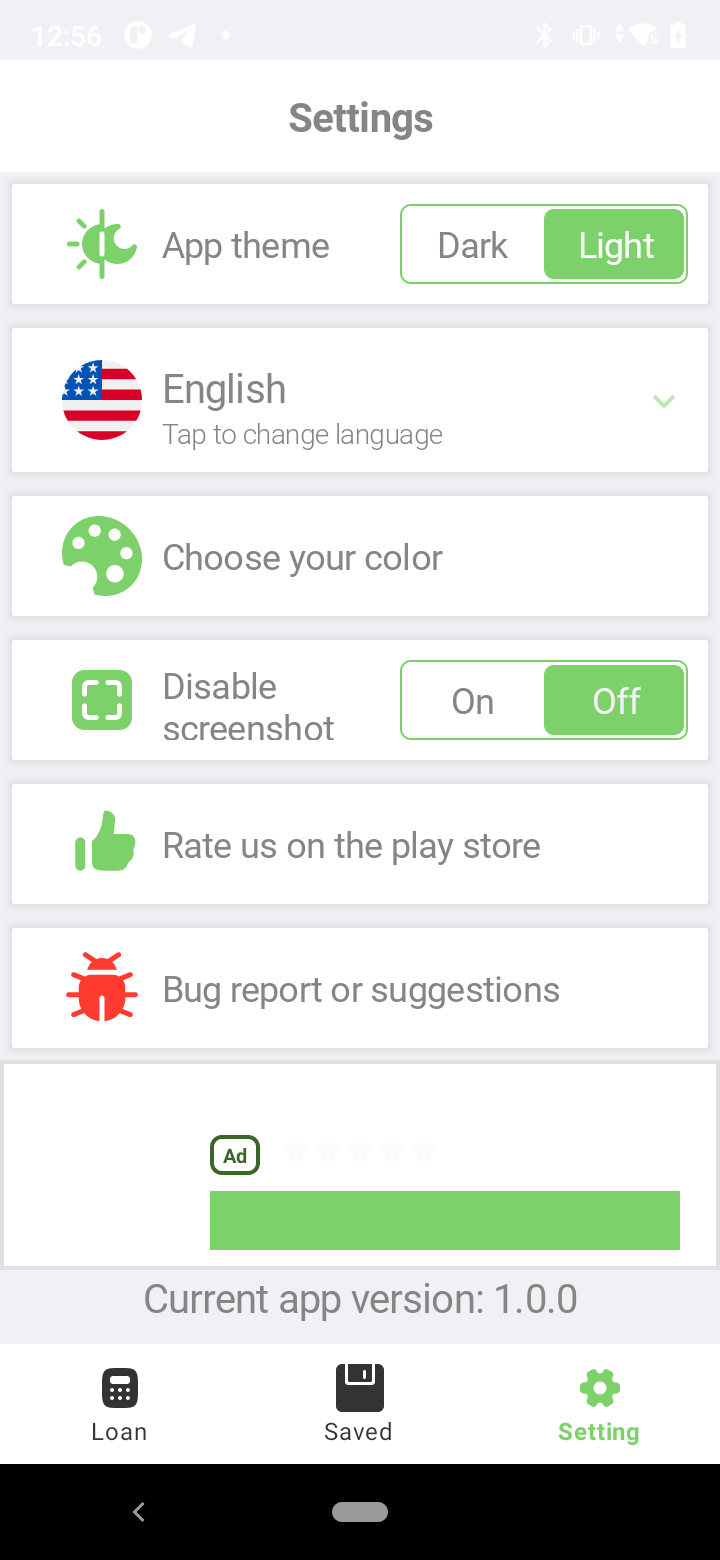 12:56
Settings
App theme
Dark
Light
English
Tap to change language
Choose your color
Disable
screenshot
On
Off
Rate us on the play store
Bug report or suggestions
Ad
Current app version: 1.0.0
Loan
Saved
Setting